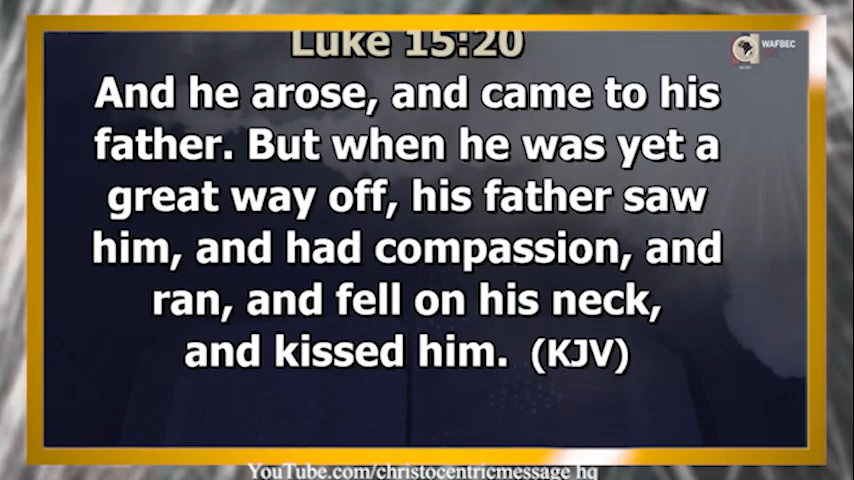 Luke 15:20
WAFBEC
And he arose, and came to his
father. But when he was yet a
great way off, his father saw
him, and had compassion, and
ran, and fell on his neck,
and kissed him. (KJV)
YouTube.com/christocentricmessage hq